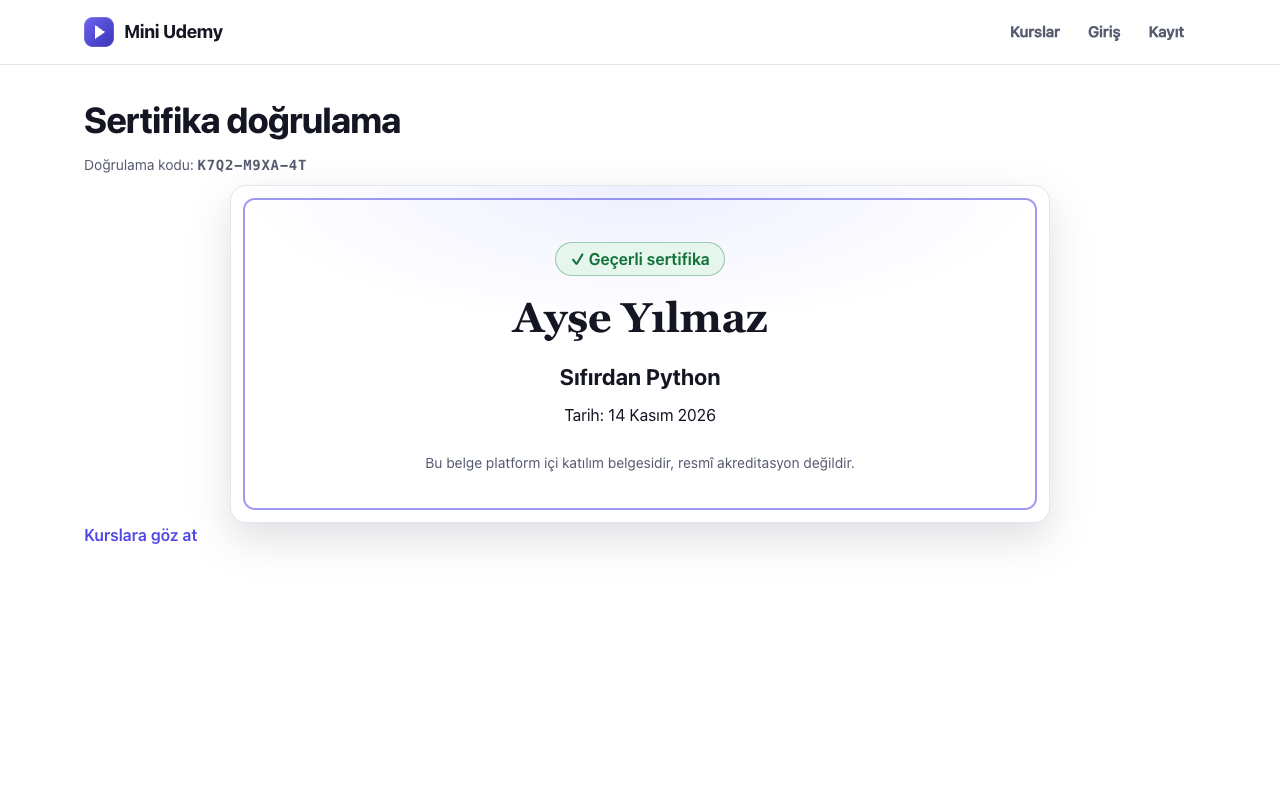 Mini Udemy
Kurslar Giriş Kayıt
Sertifika doğrulama
Doğrulama kodu: K7Q2-M9XA-4T
✓ Geçerli sertifika
Ayşe Yılmaz
Sıfırdan Python
Tarih: 14 Kasım 2026
Bu belge platform içi katılım belgesidir, resmî akreditasyon değildir.
Kurslara göz at